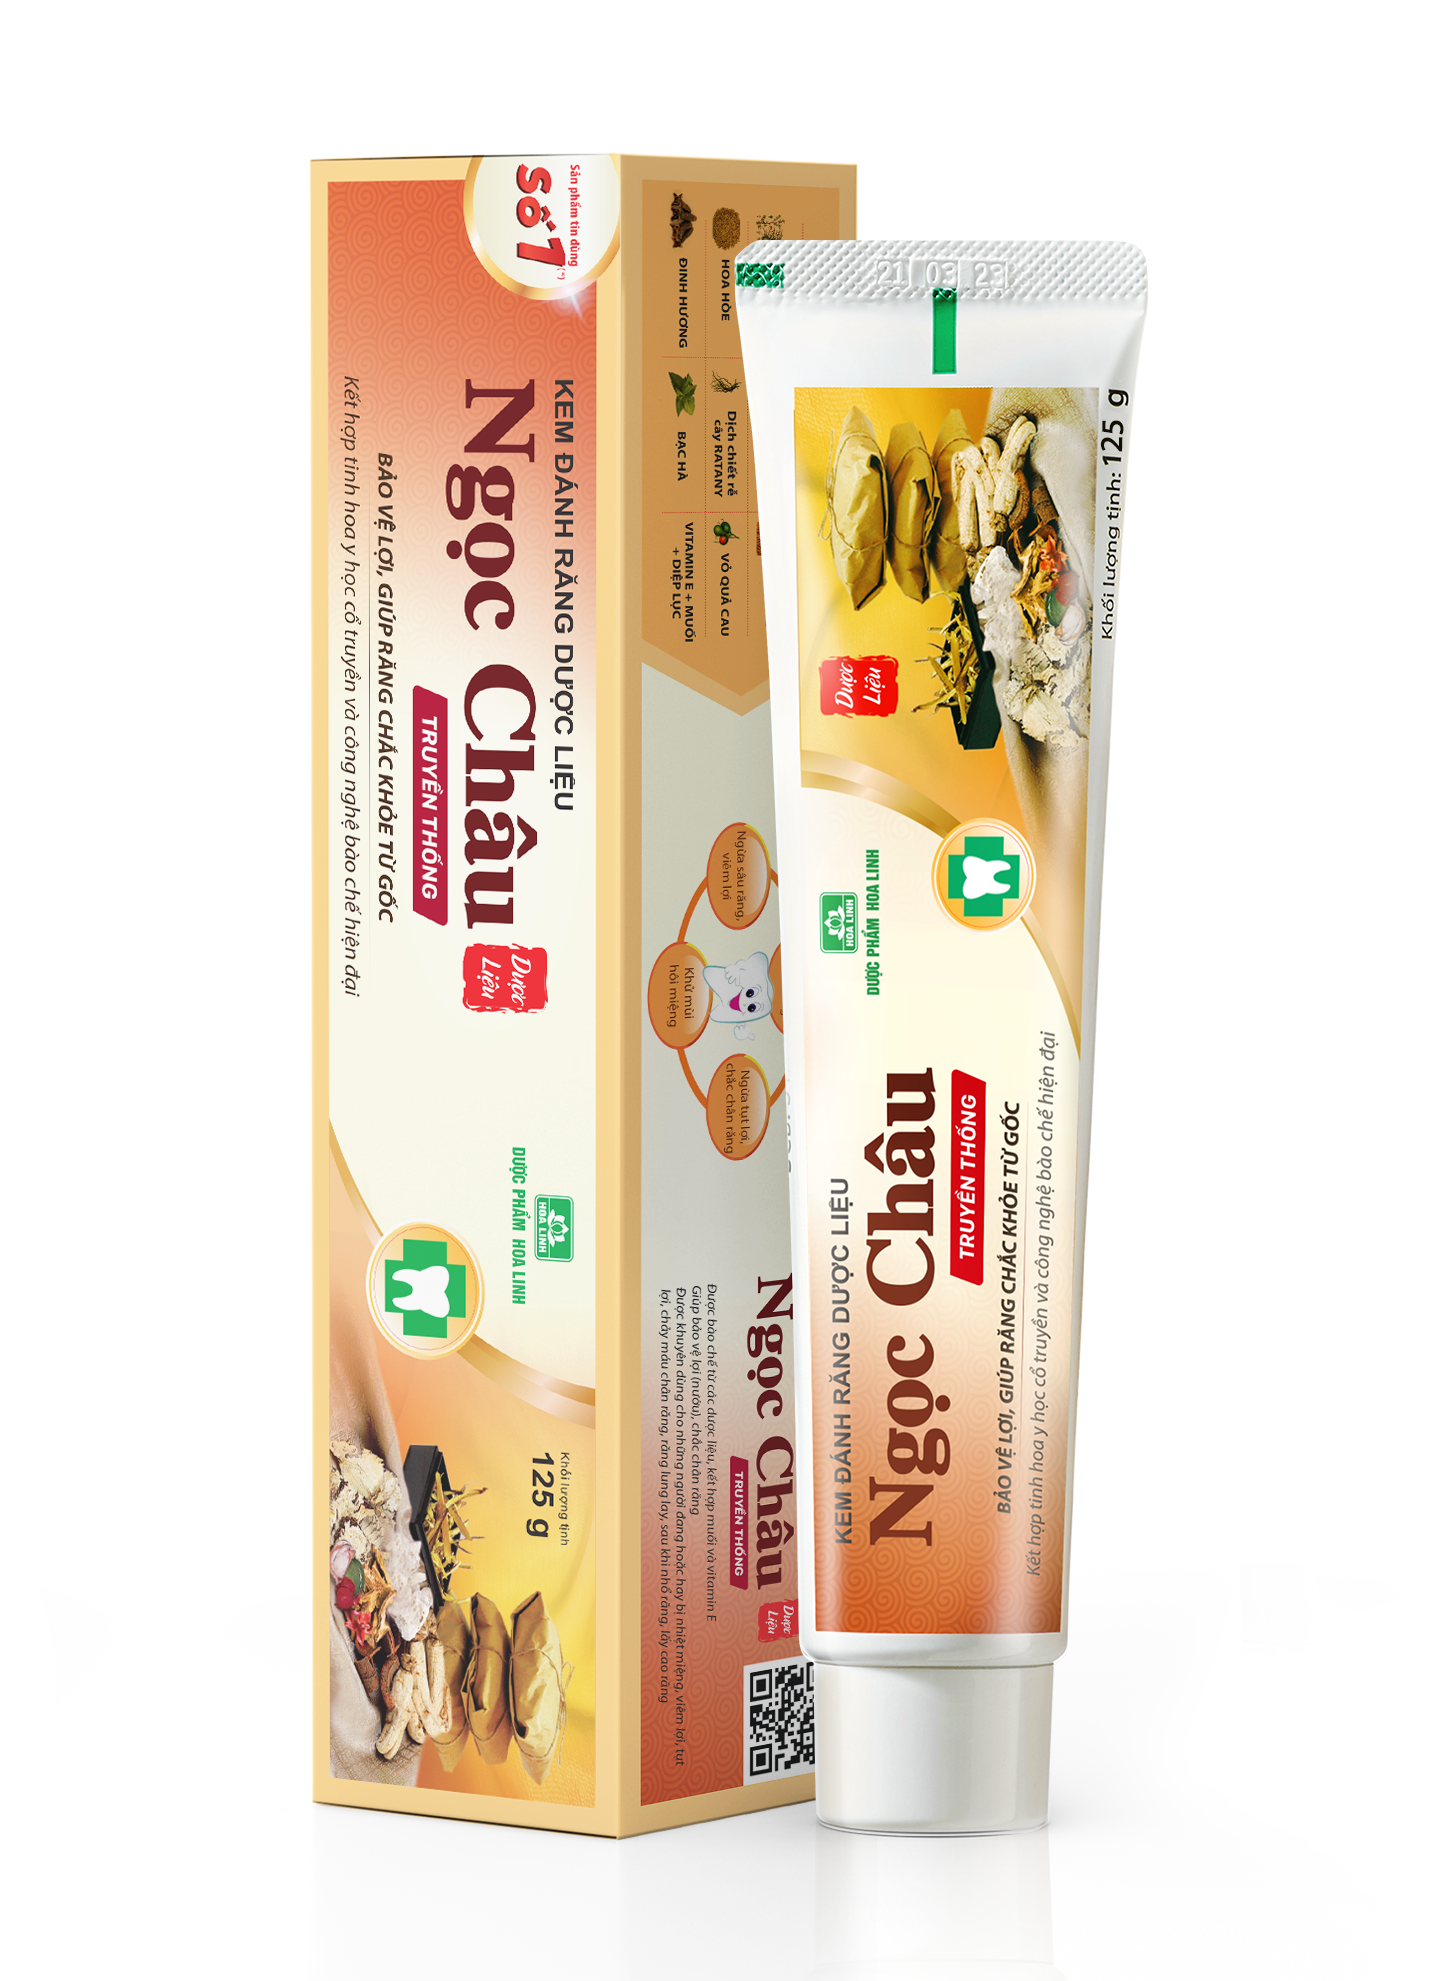 Sản phẩm tin dùng
số 1
(*)
KEM ĐÁNH RĂNG DƯỢC LIỆU
Ngọc Châu
Dược
Liệu
TRUYỀN THỐNG
BẢO VỆ LỢI, GIÚP RĂNG CHẮC KHỎE TỪ GỐC
Kết hợp tinh hoa y học cổ truyền và công nghệ bào chế hiện đại
HOA LINH
DƯỢC PHẨM HOA LINH
Khối lượng tịnh
125 g
HOA HÒE
ĐINH HƯƠNG
Dịch chiết rễ
cây RATANY
BẠC HÀ
VỎ QUẢ CAU
VITAMIN E + MUỐI
+ DIỆP LỤC
Ngừa sâu răng,
viêm lợi
Khử mùi
hôi miệng
Ngừa tụt lợi,
chắc chân răng
Ngọc Châu
Dược
Liệu
TRUYỀN THỐNG
Được bào chế từ các dược liệu, kết hợp muối và vitamin E
Giúp bảo vệ lợi (nướu), chắc chân răng
Được khuyên dùng cho những người đang hoặc hay bị nhiệt miệng, viêm lợi, tụt
lợi, chảy máu chân răng, răng lung lay, sau khi nhổ răng, lấy cao răng
21 03 23
Khối lượng tịnh: 125 g
Dược
Liệu
HOA LINH
DƯỢC PHẨM HOA LINH
KEM ĐÁNH RĂNG DƯỢC LIỆU
Ngọc Châu
TRUYỀN THỐNG
BẢO VỆ LỢI, GIÚP RĂNG CHẮC KHỎE TỪ GỐC
Kết hợp tinh hoa y học cổ truyền và công nghệ bào chế hiện đại